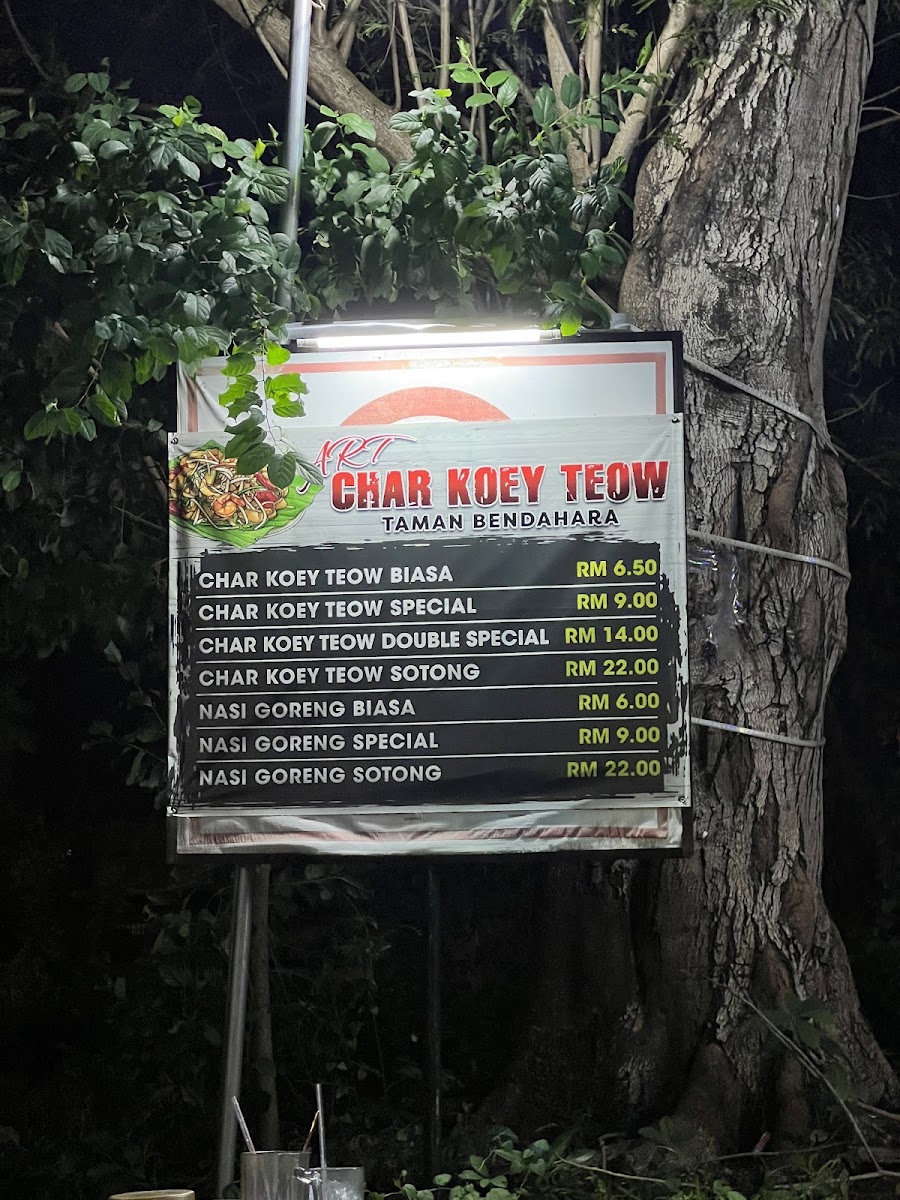 ART
CHAR KOEY TEOW
TAMAN BENDAHARA
CHAR KOEY TEOW BIASA RM 6.50
CHAR KOEY TEOW SPECIAL RM 9.00
CHAR KOEY TEOW DOUBLE SPECIAL RM 14.00
CHAR KOEY TEOW SOTONG RM 22.00
NASI GORENG BIASA RM 6.00
NASI GORENG SPECIAL RM 9.00
NASI GORENG SOTONG RM 22.00